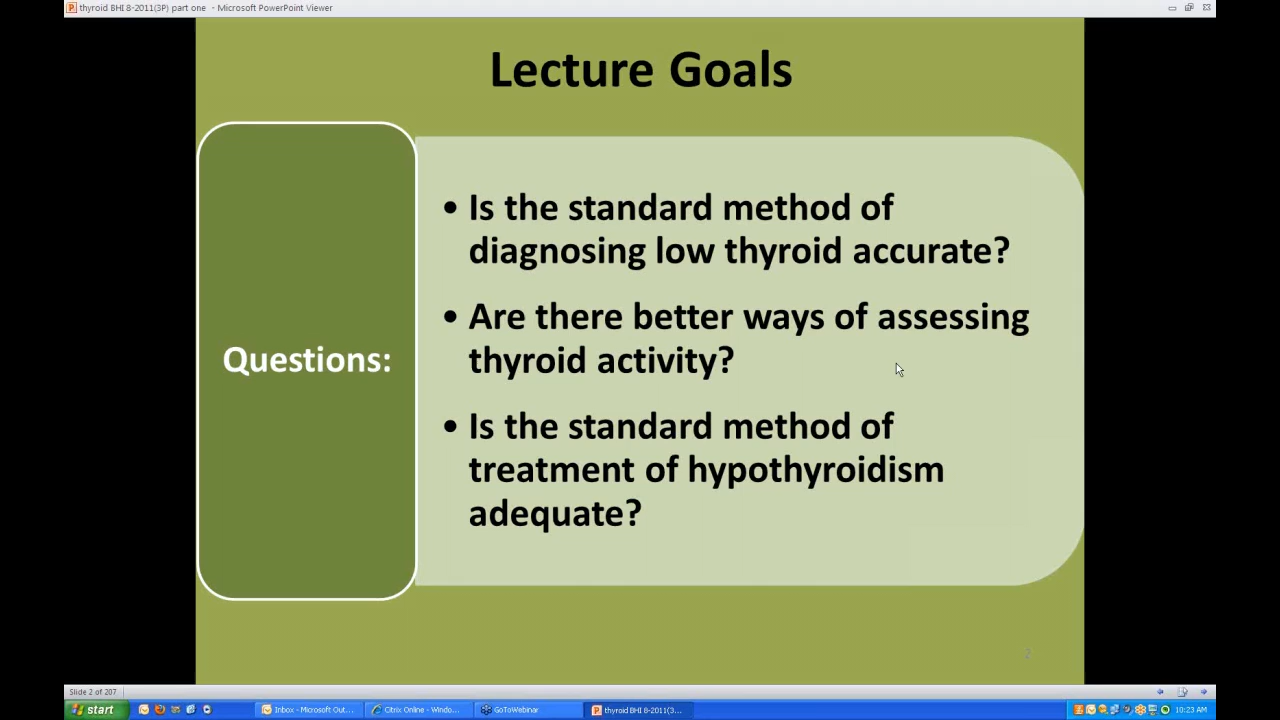 thyroid BHI 8-2011(3P) part one - Microsoft PowerPoint Viewer
Lecture Goals
Questions:
• Is the standard method of
diagnosing low thyroid accurate?
• Are there better ways of assessing
thyroid activity?
• Is the standard method of
treatment of hypothyroidism
adequate?
2
Slide 2 of 207
start
Inbox - Microsoft Out...
Citrix Online - Windo...
GoToWebinar
thyroid BHI 8-2011(3...
10:23 AM